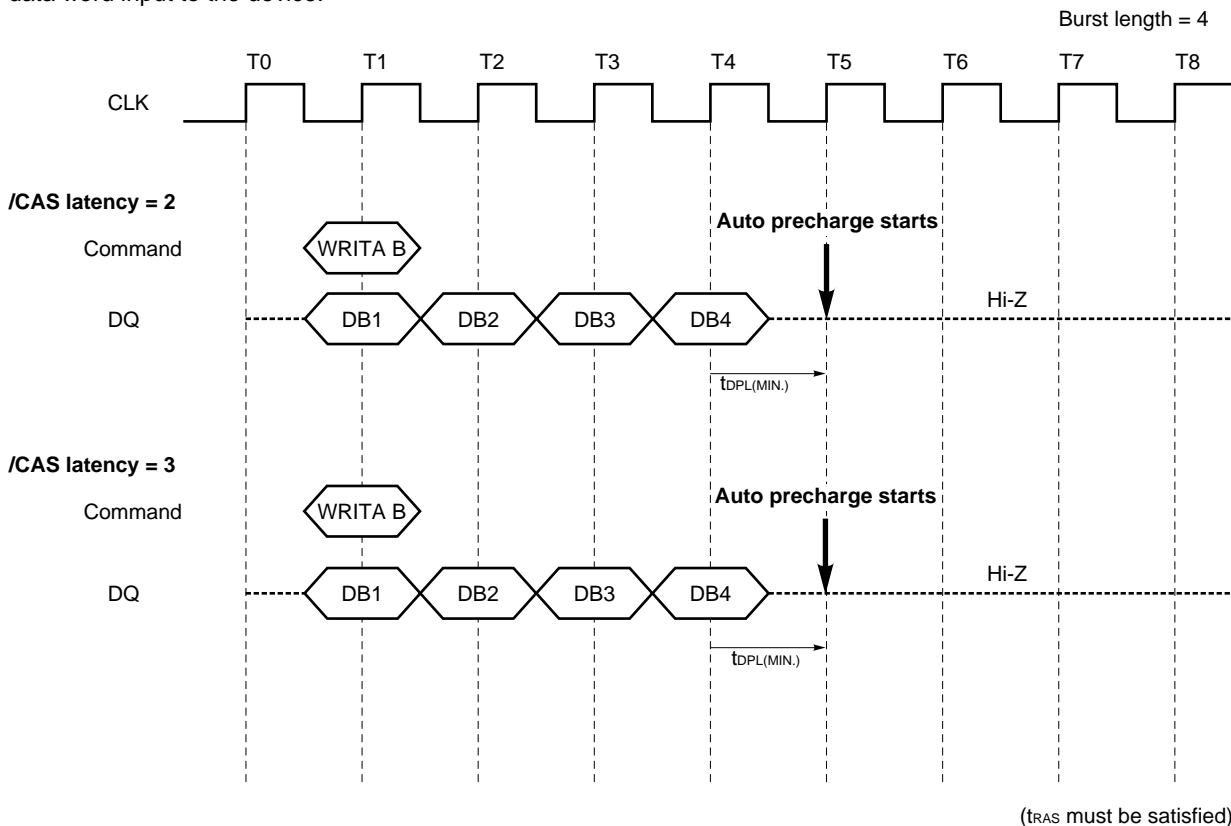 data word input to the device.
Burst length = 4
T0 T1 T2 T3 T4 T5 T6 T7 T8
CLK
/CAS latency = 2
Auto precharge starts
Command WRITA B
DQ DB1 DB2 DB3 DB4 Hi-Z
tDPL(MIN.)
/CAS latency = 3
Auto precharge starts
Command WRITA B
DQ DB1 DB2 DB3 DB4 Hi-Z
tDPL(MIN.)
(tRAS must be satisfied)